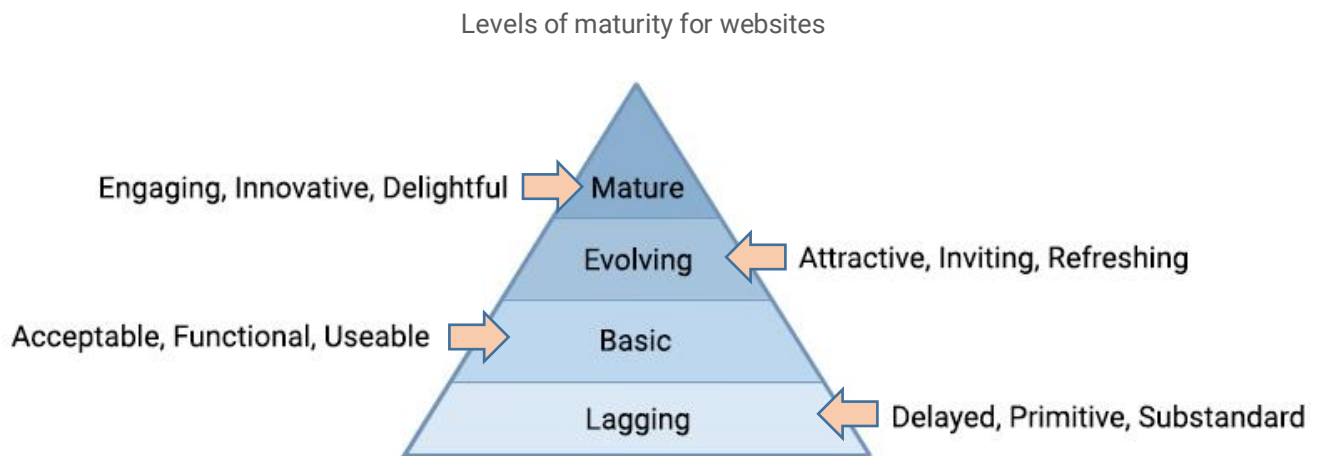 Levels of maturity for websites
Engaging, Innovative, Delightful
Mature
Evolving
Attractive, Inviting, Refreshing
Acceptable, Functional, Useable
Basic
Lagging
Delayed, Primitive, Substandard